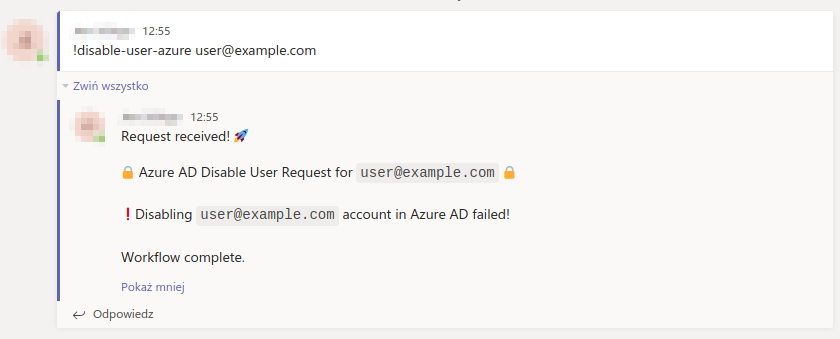 12:55
!disable-user-azure user@example.com
Zwiń wszystko
12:55
Request received! 🚀
🔒 Azure AD Disable User Request for user@example.com 🔒
❗Disabling user@example.com account in Azure AD failed!
Workflow complete.
Pokaż mniej
Odpowiedz